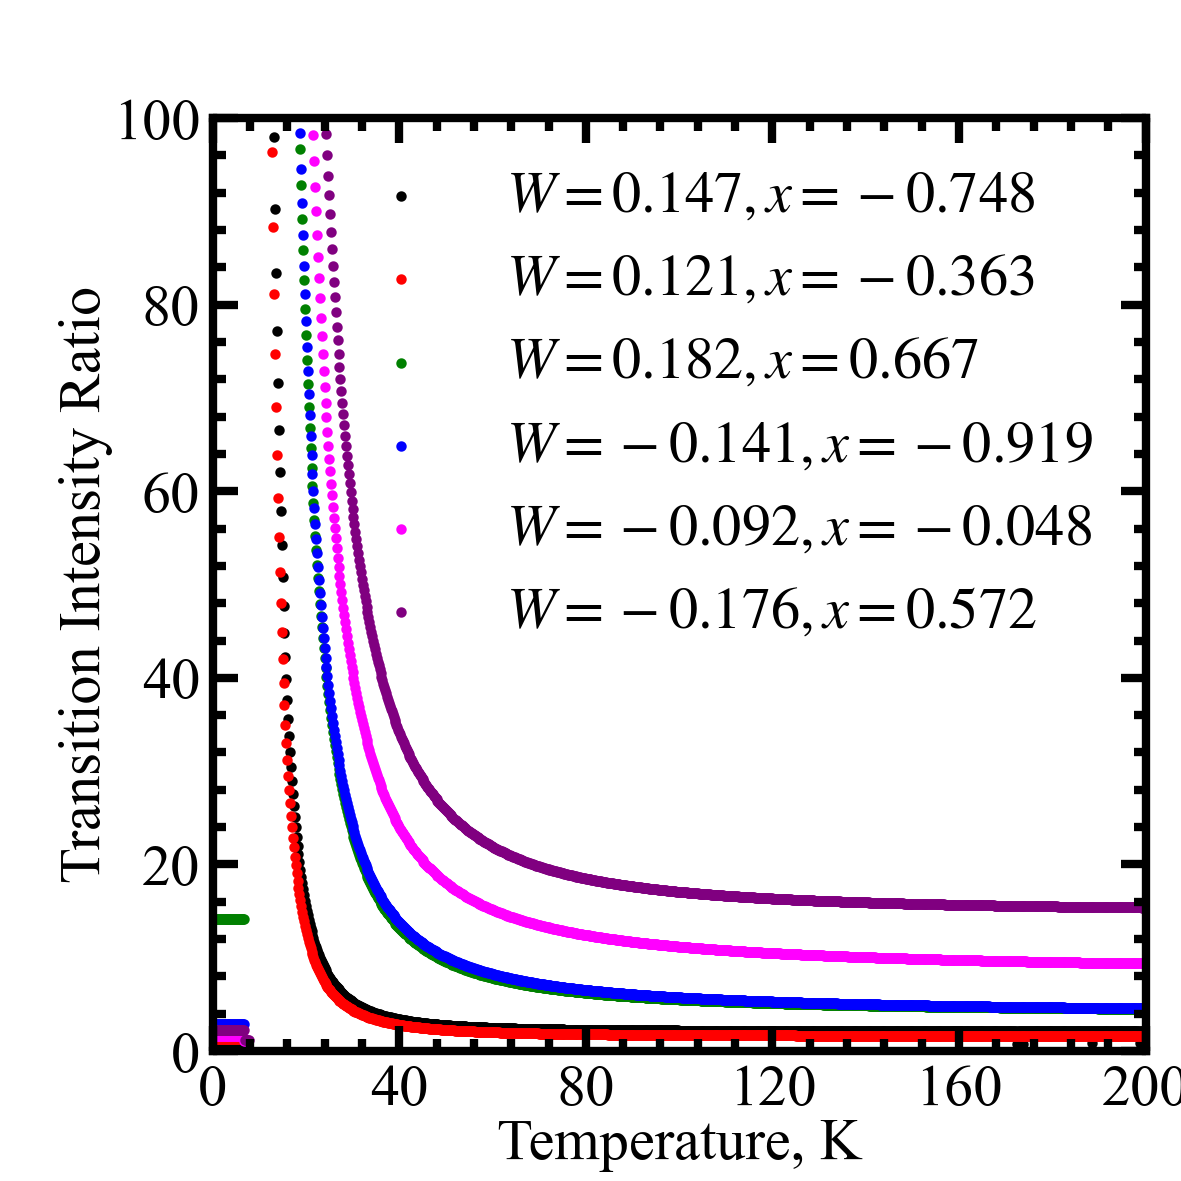 100
80
60
40
20
0
Transition Intensity Ratio
W = 0.147, x = −0.748
W = 0.121, x = −0.363
W = 0.182, x = 0.667
W = −0.141, x = −0.919
W = −0.092, x = −0.048
W = −0.176, x = 0.572
0 40 80 120 160 200
Temperature, K